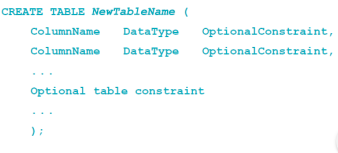 CREATE TABLE NewTableName (
ColumnName DataType OptionalConstraint,
ColumnName DataType OptionalConstraint,
...
Optional table constraint
...
);